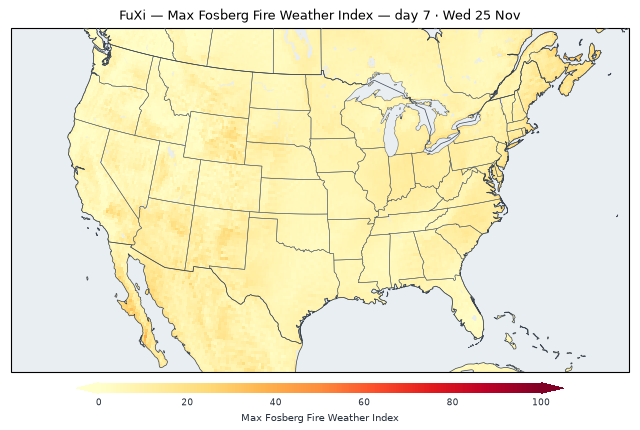 FuXi — Max Fosberg Fire Weather Index — day 7 · Wed 25 Nov
0 20 40 60 80 100
Max Fosberg Fire Weather Index